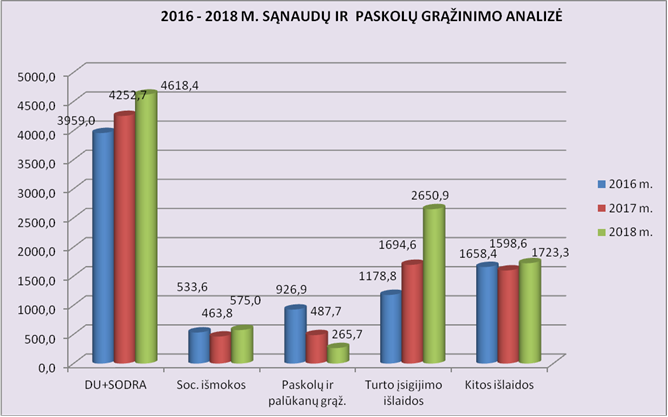 2016 - 2018 M. SĄNAUDŲ IR PASKOLŲ GRĄŽINIMO ANALIZĖ
5000,0
4500,0
4000,0
3500,0
3000,0
2500,0
2000,0
1500,0
1000,0
500,0
0,0
3959,0
4252,7
4618,4
533,6
463,8
575,0
926,9
487,7
265,7
1178,8
1694,6
2650,9
1658,4
1598,6
1723,3
DU+SODRA
Soc. išmokos
Paskolų ir
palūkanų grąž.
Turto įsigijimo
išlaidos
Kitos išlaidos
2016 m.
2017 m.
2018 m.